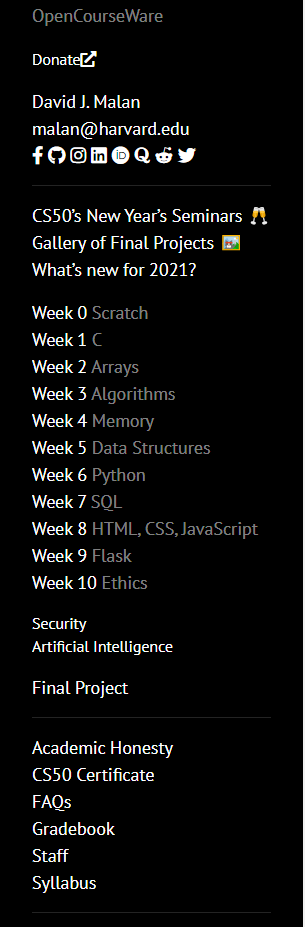 OpenCourseWare
Donate
David J. Malan
malan@harvard.edu
CS50’s New Year’s Seminars 🥂
Gallery of Final Projects 🖼️
What’s new for 2021?
Week 0 Scratch
Week 1 C
Week 2 Arrays
Week 3 Algorithms
Week 4 Memory
Week 5 Data Structures
Week 6 Python
Week 7 SQL
Week 8 HTML, CSS, JavaScript
Week 9 Flask
Week 10 Ethics
Security
Artificial Intelligence
Final Project
Academic Honesty
CS50 Certificate
FAQs
Gradebook
Staff
Syllabus